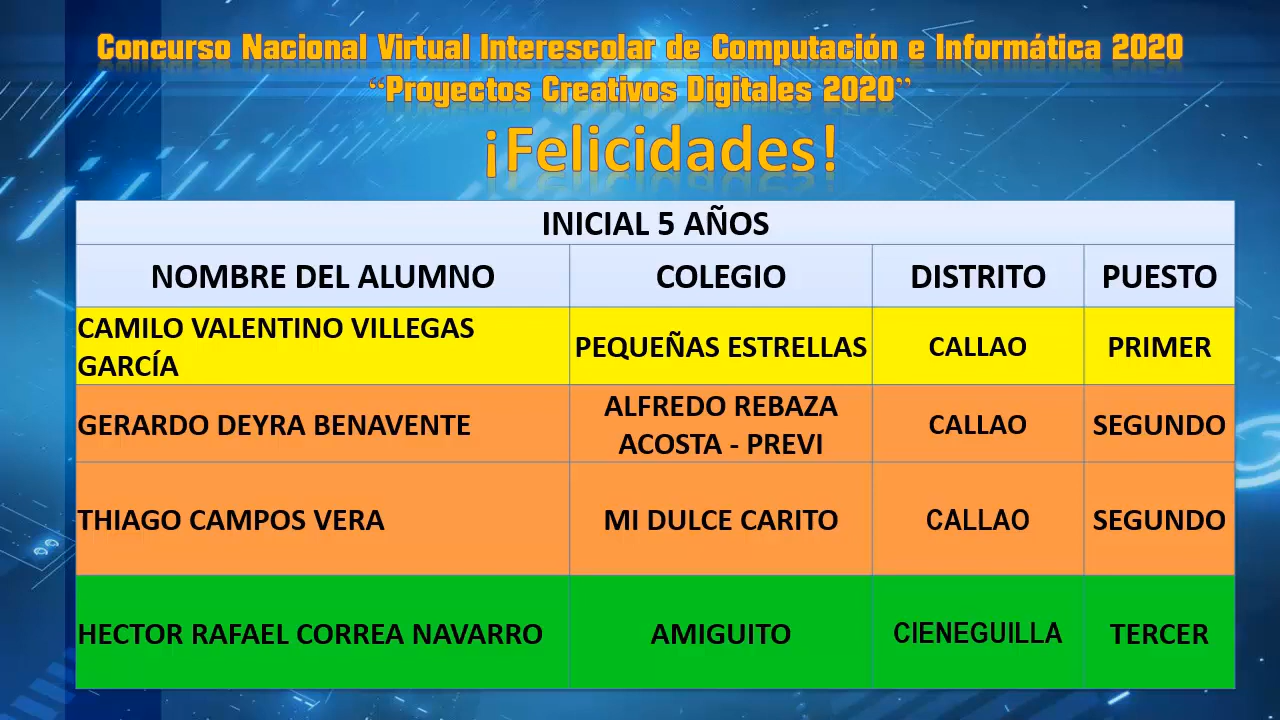 Concurso Nacional Virtual Interescolar de Computación e Informática 2020
“Proyectos Creativos Digitales 2020”
¡Felicidades!
INICIAL 5 AÑOS
NOMBRE DEL ALUMNO COLEGIO DISTRITO PUESTO
CAMILO VALENTINO VILLEGAS
GARCÍA PEQUEÑAS ESTRELLAS CALLAO PRIMER
GERARDO DEYRA BENAVENTE ALFREDO REBAZA
ACOSTA - PREVI CALLAO SEGUNDO
THIAGO CAMPOS VERA MI DULCE CARITO CALLAO SEGUNDO
HECTOR RAFAEL CORREA NAVARRO AMIGUITO CIENEGUILLA TERCER